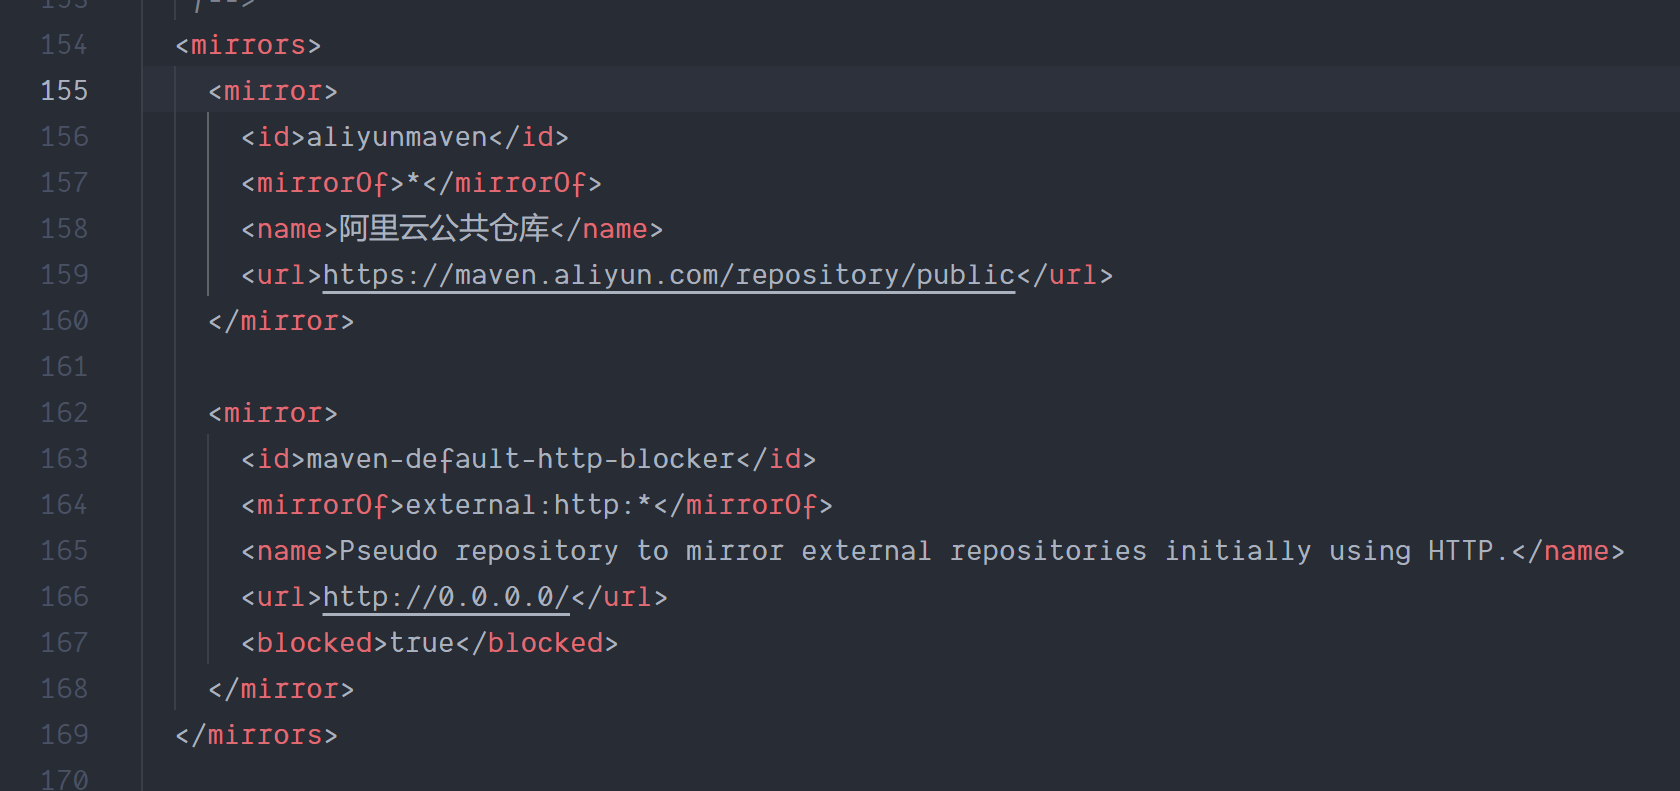 154 <mirrors>
155 <mirror>
156 <id>aliyunmaven</id>
157 <mirrorOf>*</mirrorOf>
158 <name>阿里云公共仓库</name>
159 <url>https://maven.aliyun.com/repository/public</url>
160 </mirror>
161
162 <mirror>
163 <id>maven-default-http-blocker</id>
164 <mirrorOf>external:http:*</mirrorOf>
165 <name>Pseudo repository to mirror external repositories initially using HTTP.</name>
166 <url>http://0.0.0.0/</url>
167 <blocked>true</blocked>
168 </mirror>
169 </mirrors>
170